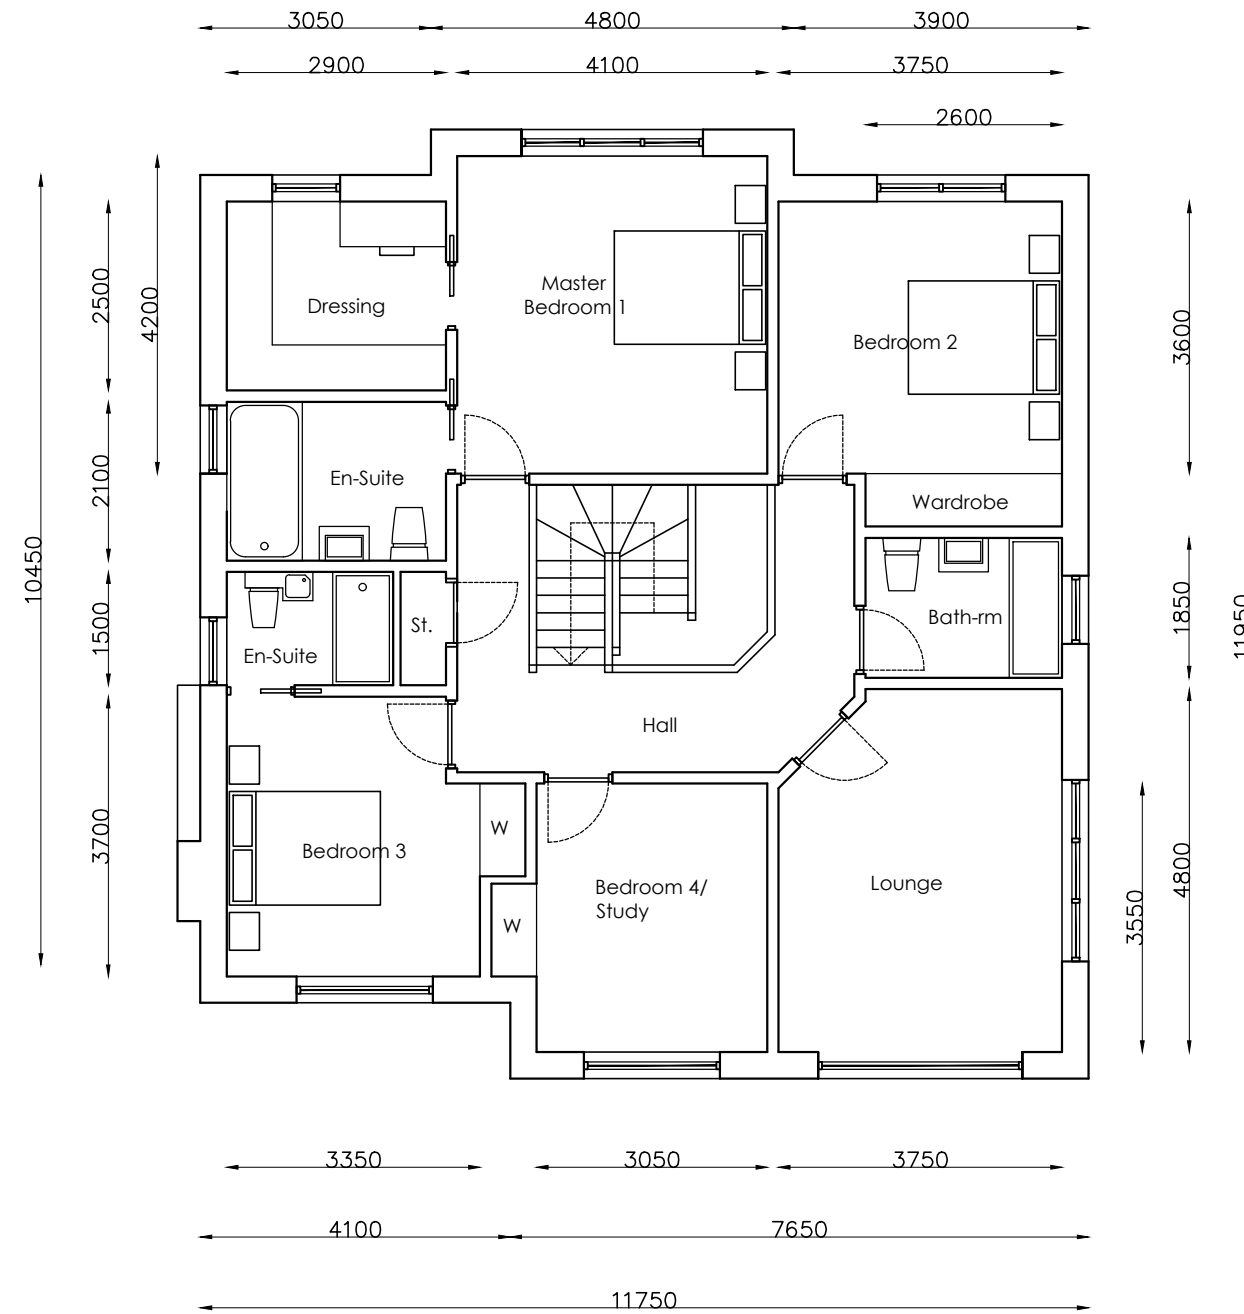 3050
4800
3900
2900
4100
3750
2600
2500
4200
Master
Bedroom 1
Dressing
Bedroom 2
3600
2100
En-Suite
Wardrobe
10450
1500
St.
En-Suite
Bath-rm
1850
11950
Hall
3700
W
Bedroom 3
Bedroom 4/
Study
Lounge
W
3550
4800
3350
3050
3750
4100
7650
11750